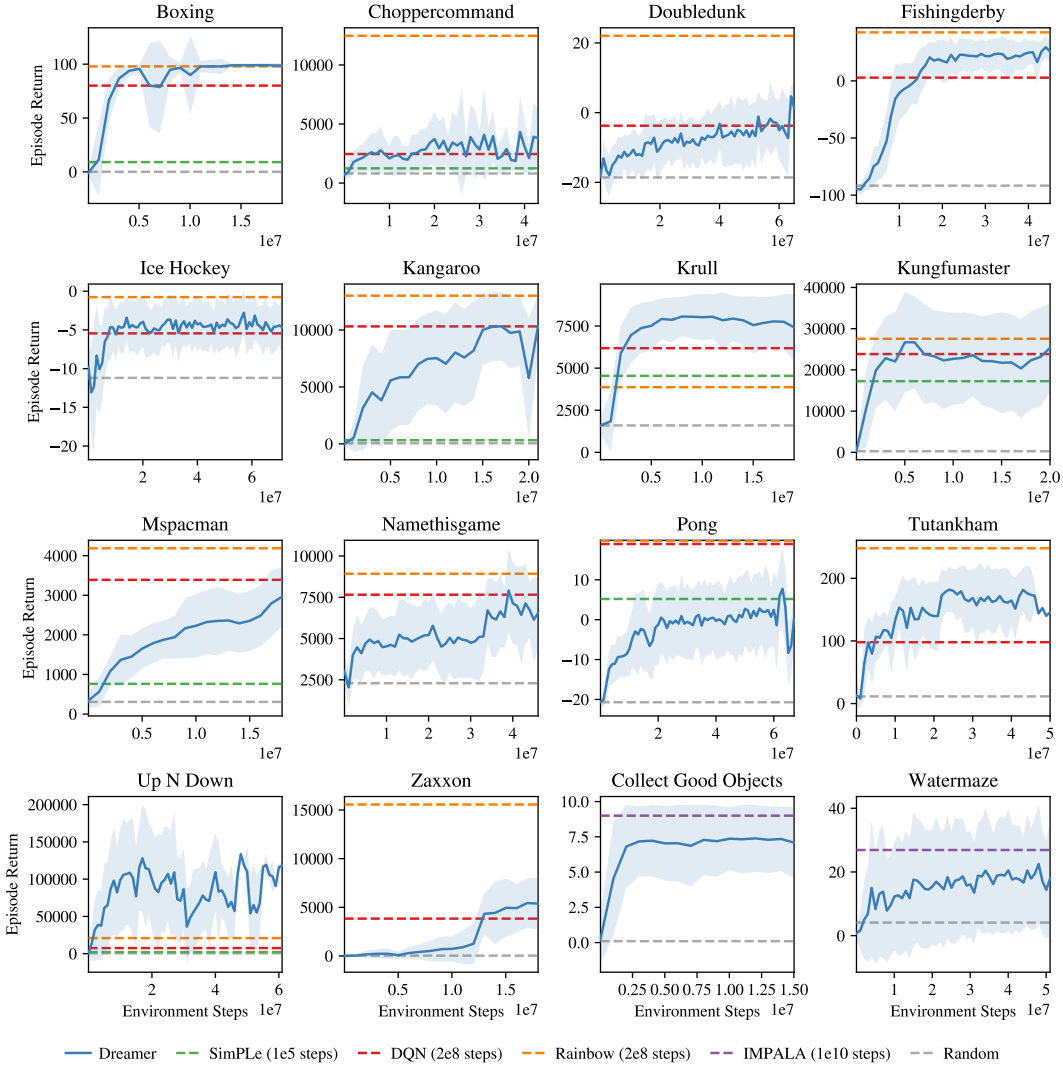 Boxing
Choppercommand
Doubledunk
Fishingderby
Episode Return
100
50
0
0.5
1.0
1.5
1e7
10000
5000
0
0
1
2
3
4
1e7
20
0
−20
2
4
6
1e7
0
−50
−100
1
2
3
4
1e7
Ice Hockey
Kangaroo
Krull
Kungfumaster
Episode Return
0
−5
−10
−15
−20
2
4
6
1e7
10000
5000
0
0.5
1.0
1.5
2.0
1e7
7500
5000
2500
0
0.5
1.0
1.5
1e7
40000
30000
20000
10000
0
0.5
1.0
1.5
2.0
1e7
Mspacman
Namethisgame
Pong
Tutankham
Episode Return
4000
3000
2000
1000
0
0.5
1.0
1.5
1e7
10000
7500
5000
2500
1
2
3
4
1e7
10
0
−10
−20
2
4
6
1e7
200
100
0
0
1
2
3
4
5
1e7
Up N Down
Zaxxon
Collect Good Objects
Watermaze
Episode Return
200000
150000
100000
50000
0
2
4
6
1e7
Environment Steps
15000
10000
5000
0
0.5
1.0
1.5
1e7
Environment Steps
10.0
7.5
5.0
2.5
0.0
0.25
0.50
0.75
1.00
1.25
1.50
1e7
Environment Steps
40
20
0
1
2
3
4
5
1e7
Environment Steps
Dreamer
SimPLe (1e5 steps)
DQN (2e8 steps)
Rainbow (2e8 steps)
IMPALA (1e10 steps)
Random